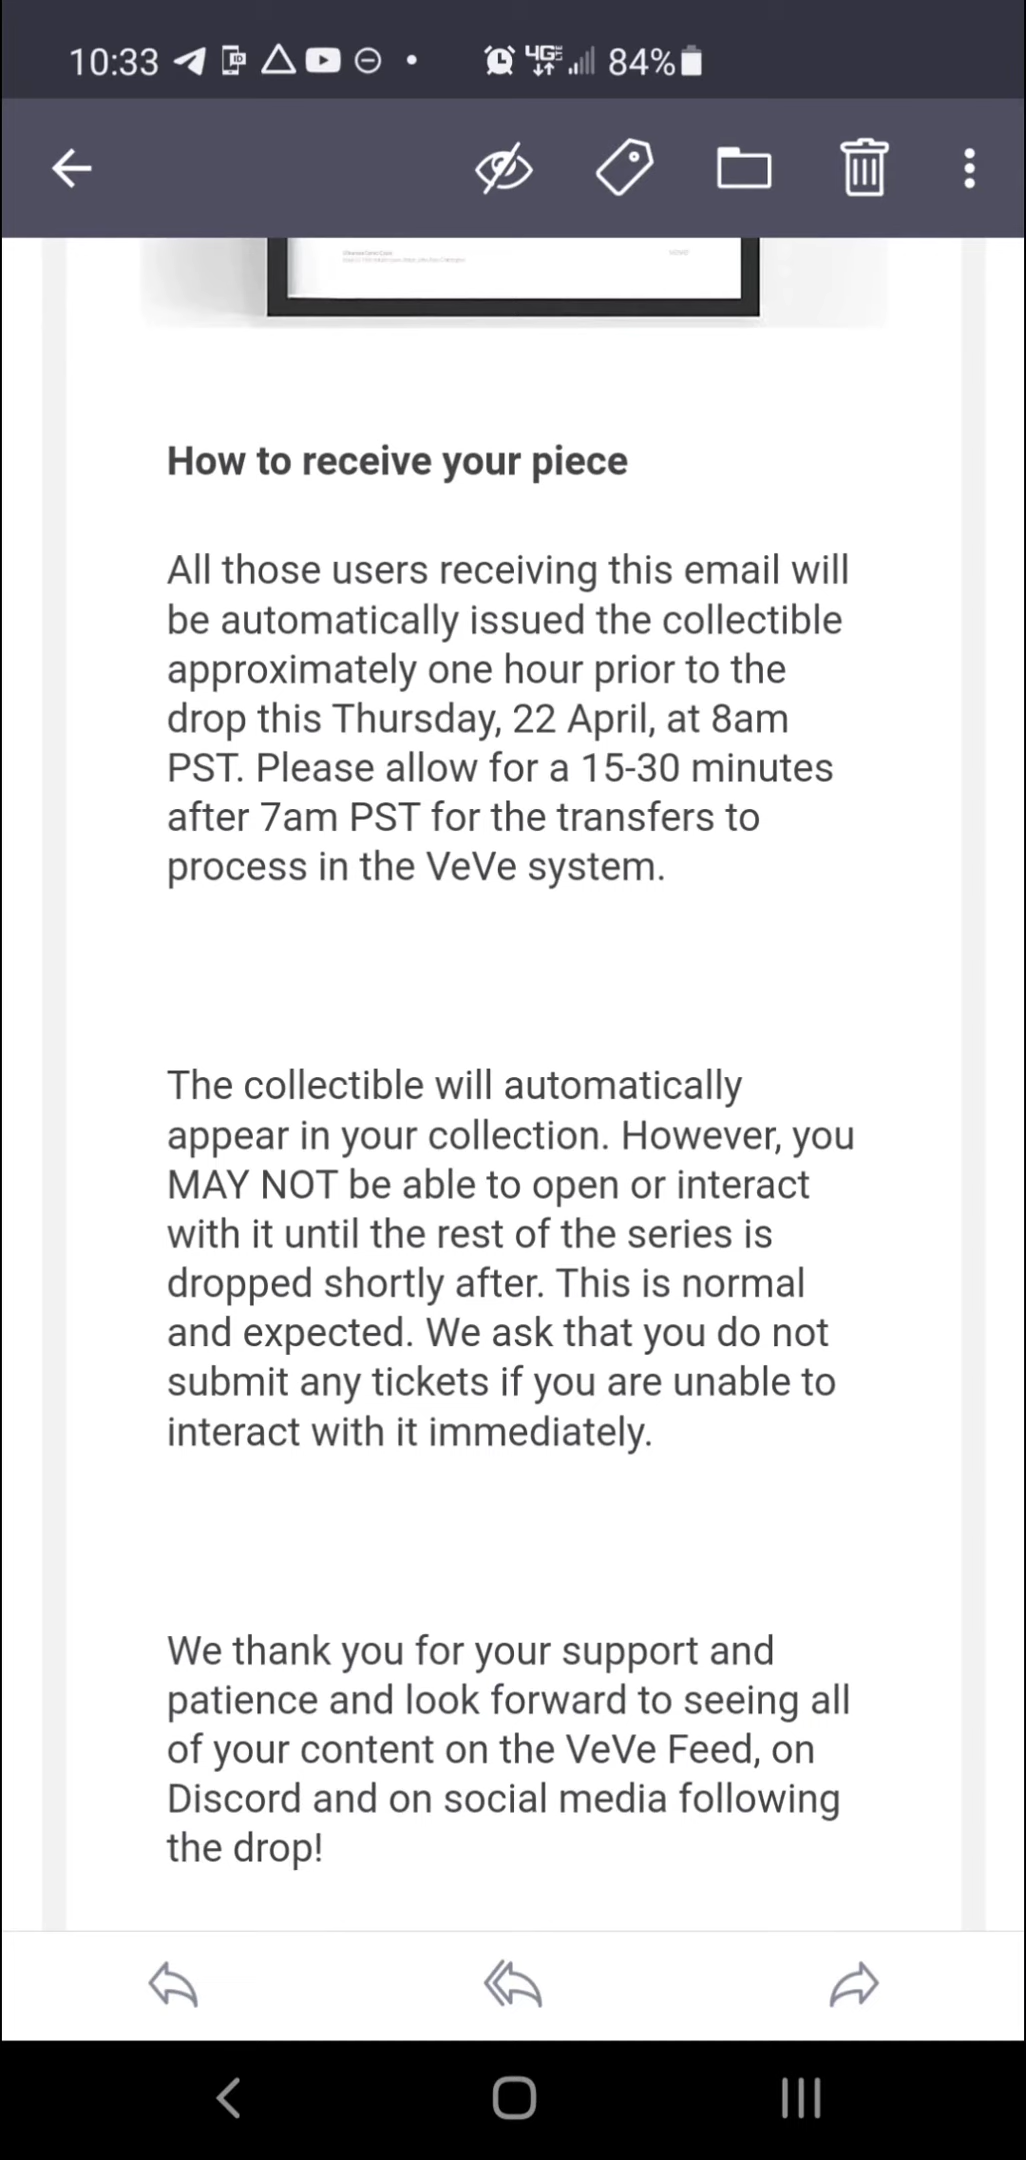 10:33
4G
84%
How to receive your piece
All those users receiving this email will
be automatically issued the collectible
approximately one hour prior to the
drop this Thursday, 22 April, at 8am
PST. Please allow for a 15-30 minutes
after 7am PST for the transfers to
process in the VeVe system.
The collectible will automatically
appear in your collection. However, you
MAY NOT be able to open or interact
with it until the rest of the series is
dropped shortly after. This is normal
and expected. We ask that you do not
submit any tickets if you are unable to
interact with it immediately.
We thank you for your support and
patience and look forward to seeing all
of your content on the VeVe Feed, on
Discord and on social media following
the drop!